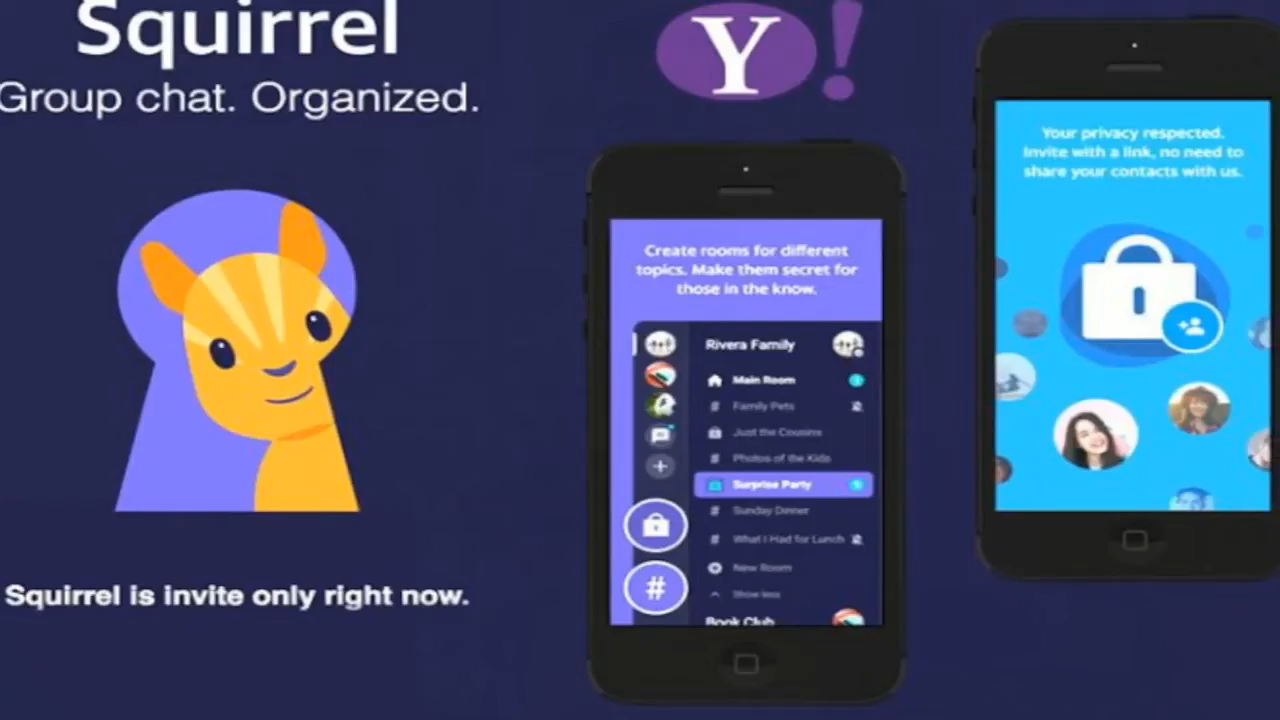 Squirrel
Group chat. Organized.
Squirrel is invite only right now.
Y!
Create rooms for different
topics. Make them secret for
those in the know.
Rivera Family
Main Room
# Family Pets
Just the Cousins
# Photos of the Kids
Surprise Party
# Sunday Dinner
# What I Had for Lunch
+
New Room
Show less
#
Book Club
Your privacy respected.
Invite with a link, no need to
share your contacts with us.